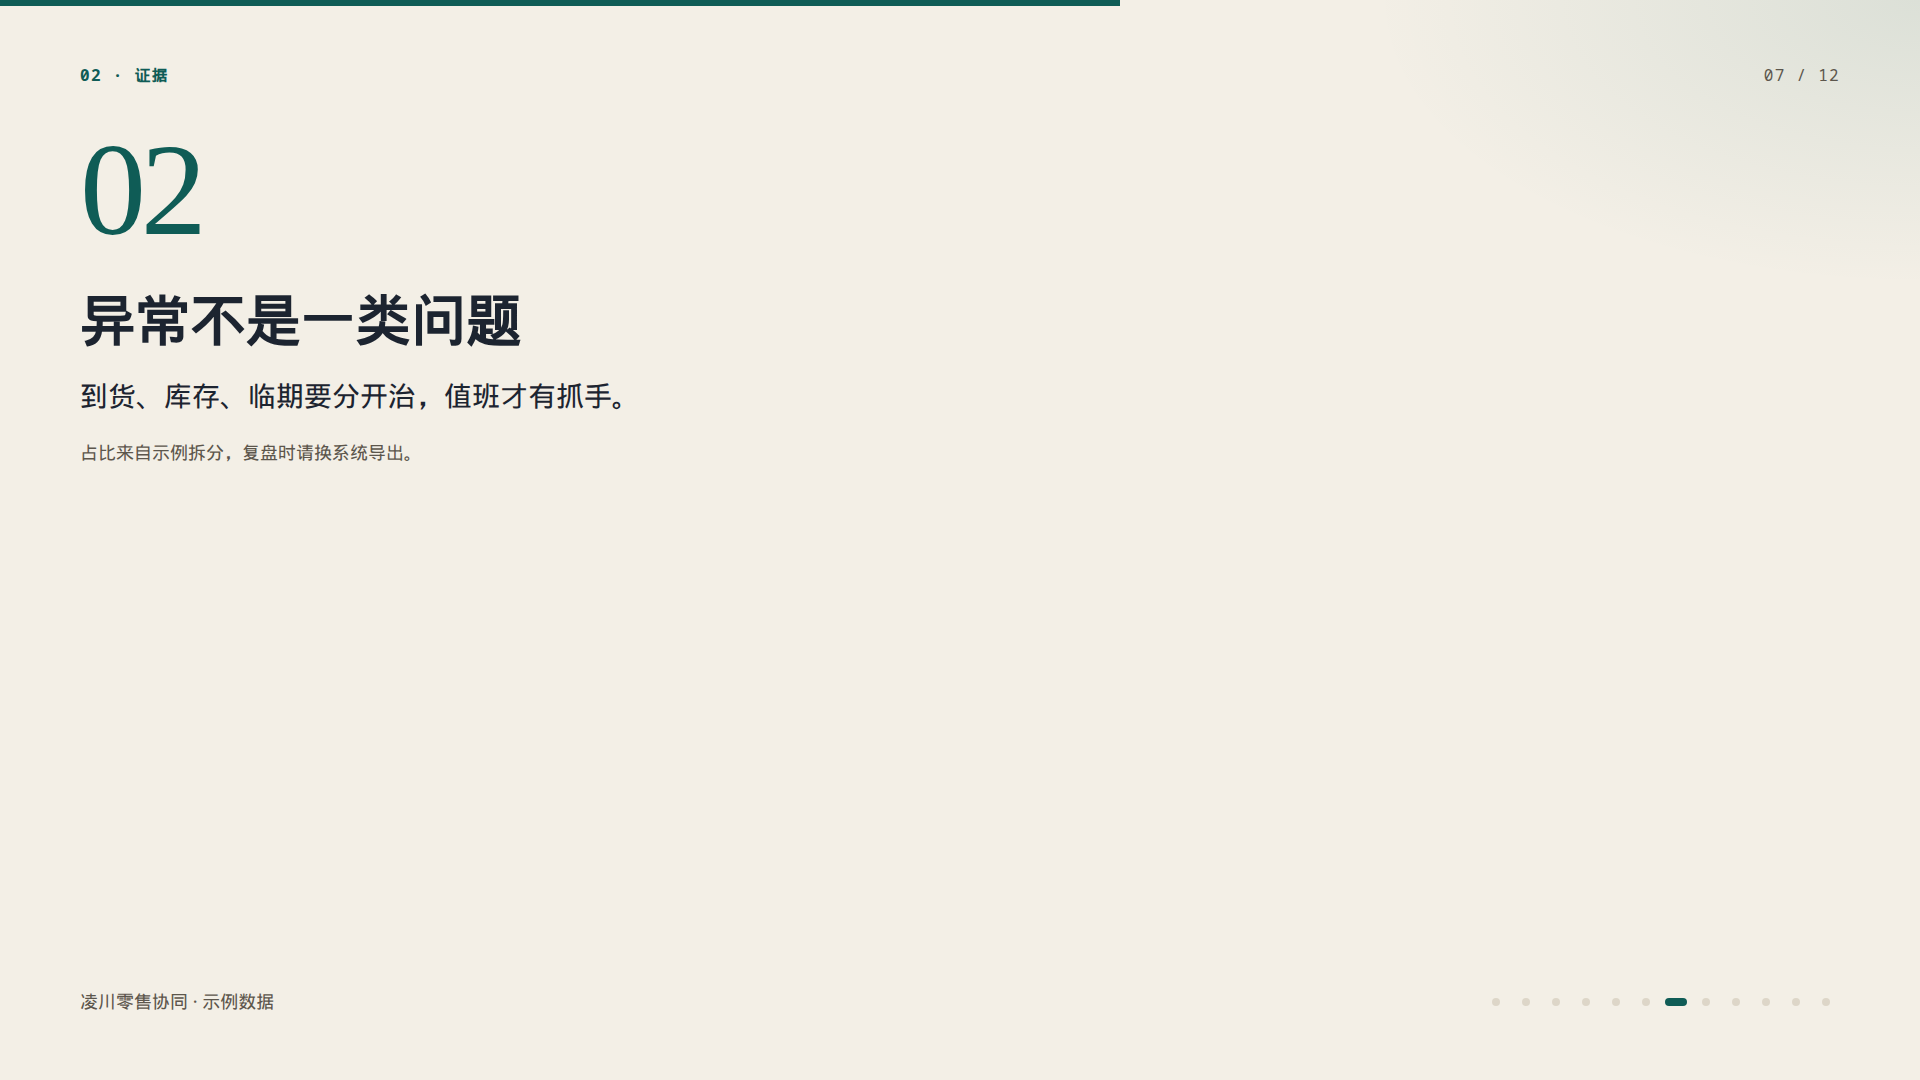 02 · 证据
07 / 12
02
异常不是一类问题
到货、库存、临期要分开治，值班才有抓手。
占比来自示例拆分，复盘时请换系统导出。
凌川零售协同 · 示例数据